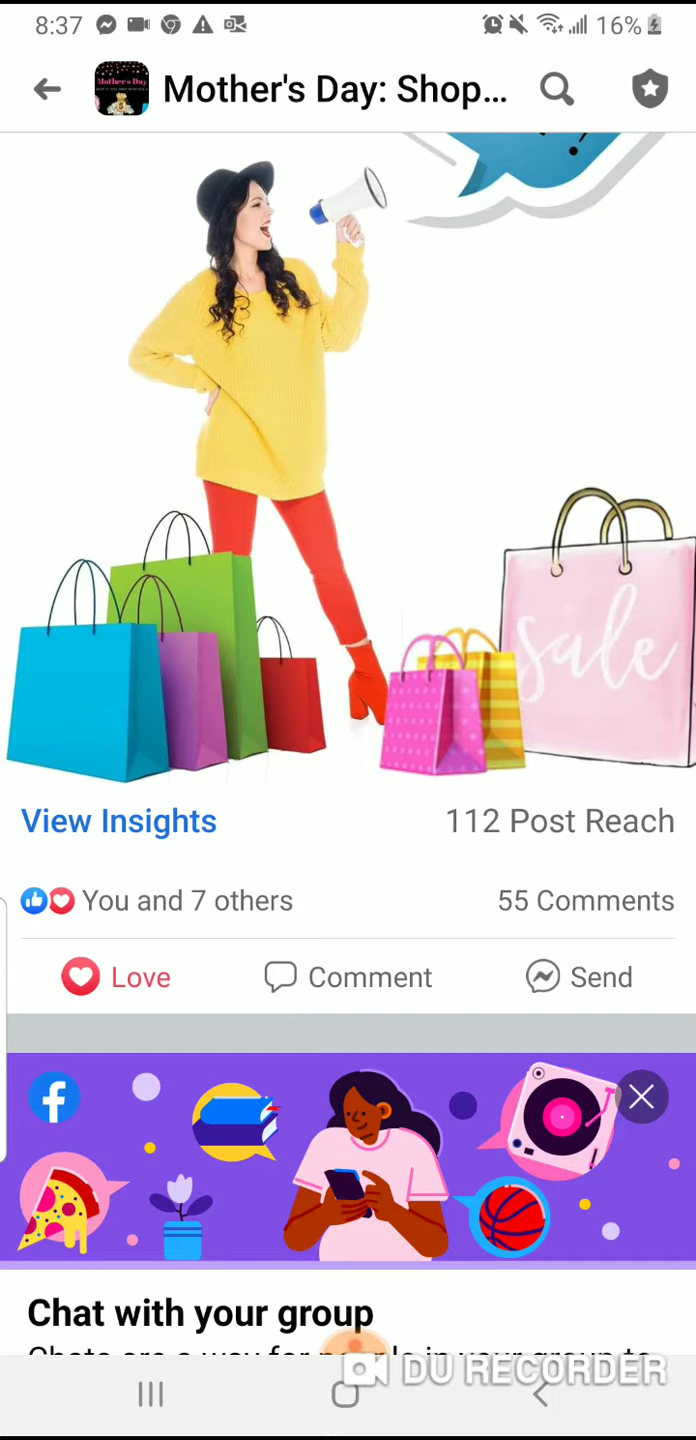 8:37
16%
Mother's Day: Shop...
sale
View Insights
112 Post Reach
You and 7 others
55 Comments
Love
Comment
Send
Chat with your group
DU RECORDER